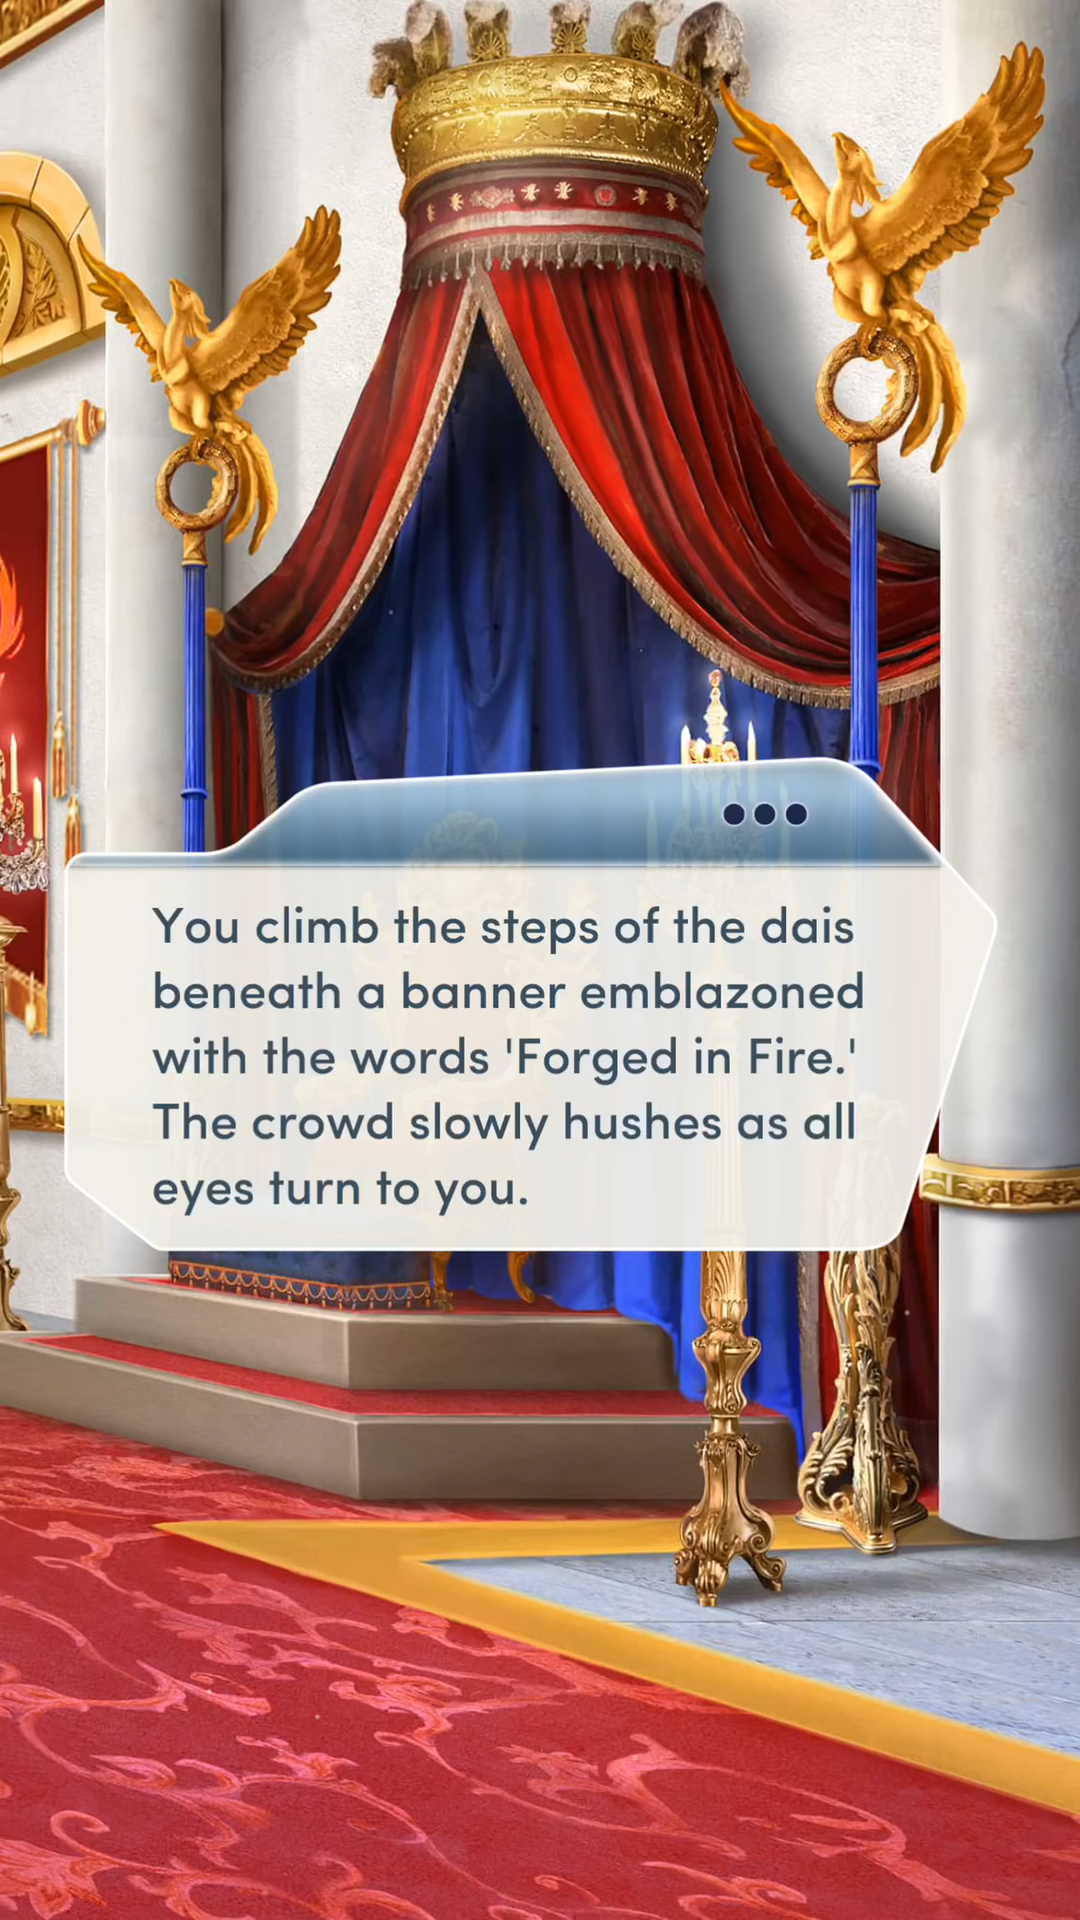 You climb the steps of the dais
beneath a banner emblazoned
with the words 'Forged in Fire.'
The crowd slowly hushes as all
eyes turn to you.